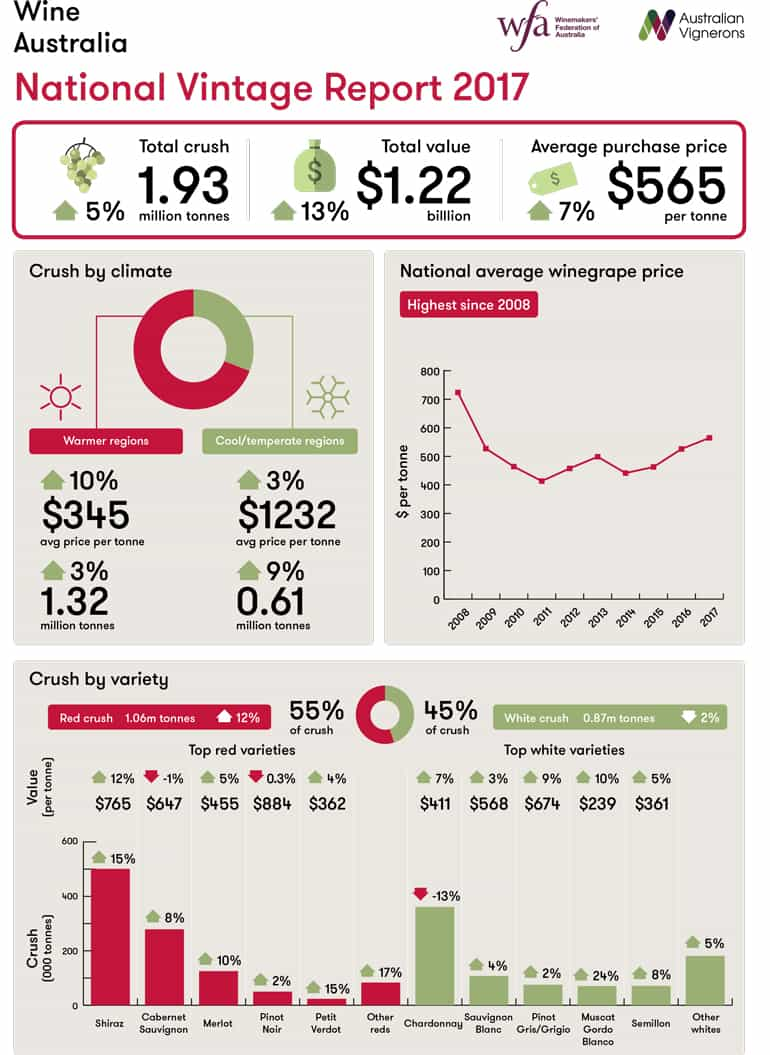 Wine
Australia
wfa
Winemakers'
Federation of
Australia
Australian
Vignerons
National Vintage Report 2017
Total crush
1.93
5%
million tonnes
Total value
$
$1.22
13%
billlion
Average purchase price
$
$565
7%
per tonne
Crush by climate
Warmer regions
Cool/temperate regions
10%
$345
avg price per tonne
3%
1.32
million tonnes
3%
$1232
avg price per tonne
9%
0.61
million tonnes
National average winegrape price
Highest since 2008
$ per tonne
800
700
600
500
400
300
200
100
0
2008 2009 2010 2011 2012 2013 2014 2015 2016 2017
Crush by variety
Red crush 1.06m tonnes 12%
55%
of crush
45%
of crush
White crush 0.87m tonnes 2%
Top red varieties
Top white varieties
Value
(per tonne)
12% -1% 5% 0.3% 4% 7% 3% 9% 10% 5%
$765 $647 $455 $884 $362 $411 $568 $674 $239 $361
Crush
(000 tonnes)
600
400
200
0
15% 8% 10% 2% 15% 17% -13% 4% 2% 24% 8% 5%
Shiraz
Cabernet
Sauvignon
Merlot
Pinot
Noir
Petit
Verdot
Other
reds
Chardonnay
Sauvignon
Blanc
Pinot
Gris/Grigio
Muscat
Gordo
Blanco
Semillon
Other
whites